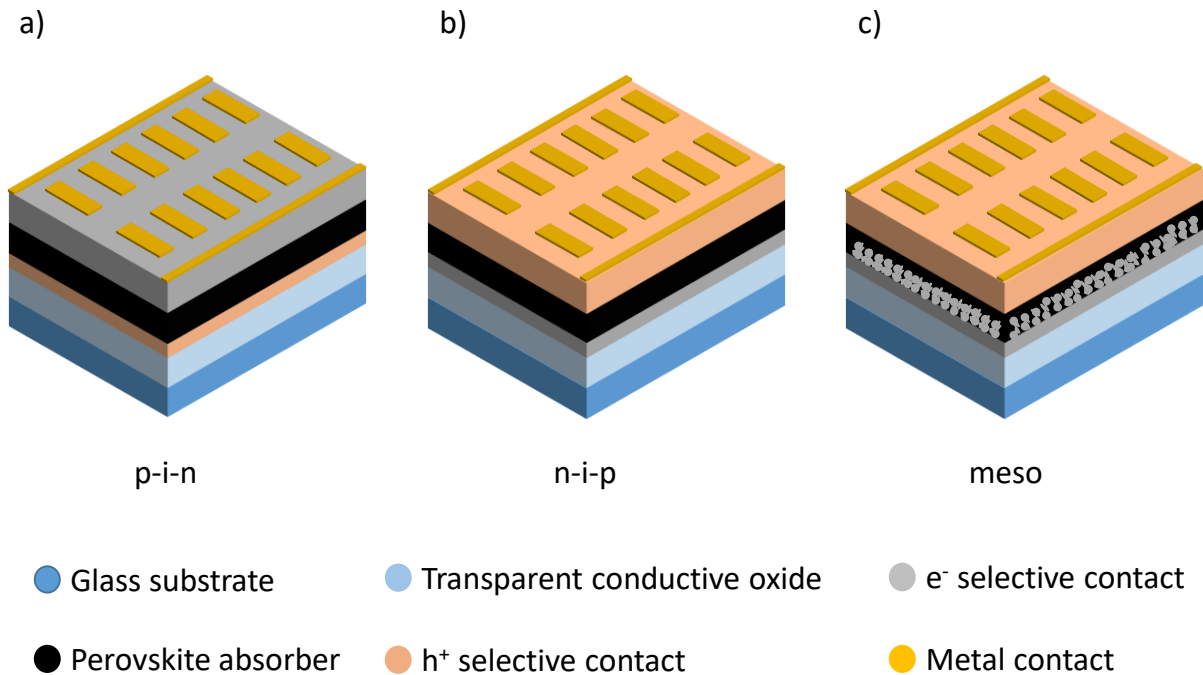 a)
b)
c)
p-i-n
n-i-p
meso
Glass substrate
Transparent conductive oxide
e⁻ selective contact
Perovskite absorber
h⁺ selective contact
Metal contact